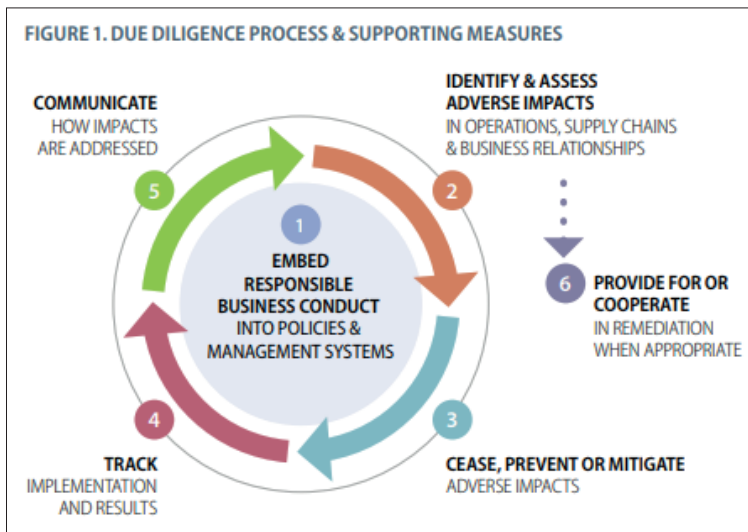 FIGURE 1. DUE DILIGENCE PROCESS & SUPPORTING MEASURES
COMMUNICATE
HOW IMPACTS
ARE ADDRESSED
5
IDENTIFY & ASSESS
ADVERSE IMPACTS
IN OPERATIONS, SUPPLY CHAINS
& BUSINESS RELATIONSHIPS
2
1
EMBED
RESPONSIBLE
BUSINESS CONDUCT
INTO POLICIES &
MANAGEMENT SYSTEMS
6
PROVIDE FOR OR
COOPERATE
IN REMEDIATION
WHEN APPROPRIATE
4
TRACK
IMPLEMENTATION
AND RESULTS
3
CEASE, PREVENT OR MITIGATE
ADVERSE IMPACTS